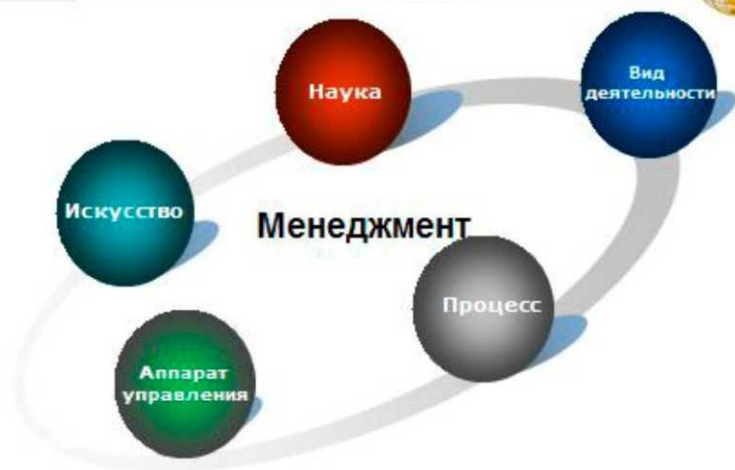 Наука
Вид
деятельности
Искусство
Менеджмент
Процесс
Аппарат
управления